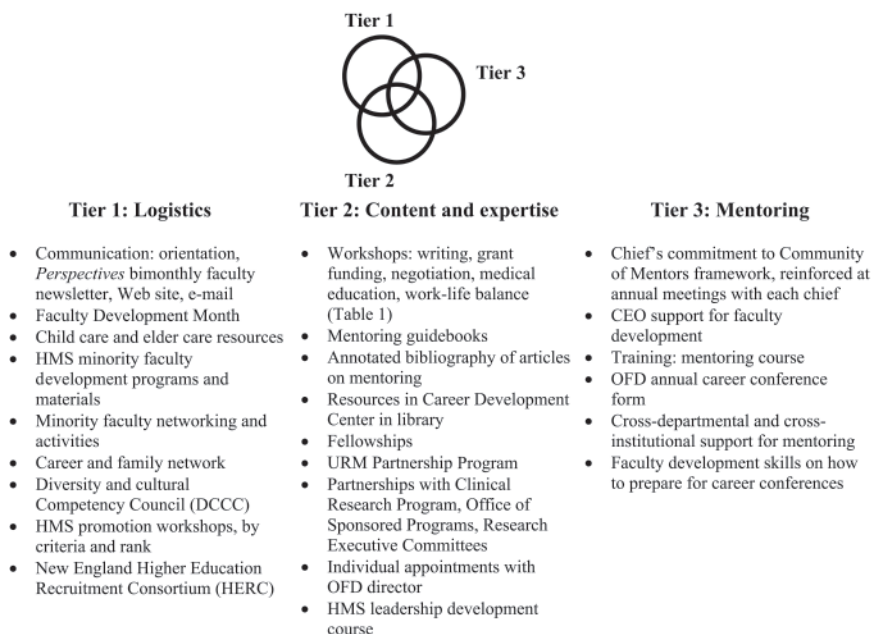 Tier 1
Tier 3
Tier 2
Tier 1: Logistics
• Communication: orientation,
Perspectives bimonthly faculty
newsletter, Web site, e-mail
• Faculty Development Month
• Child care and elder care resources
• HMS minority faculty
development programs and
materials
• Minority faculty networking and
activities
• Career and family network
• Diversity and cultural
Competency Council (DCCC)
• HMS promotion workshops, by
criteria and rank
• New England Higher Education
Recruitment Consortium (HERC)
Tier 2: Content and expertise
• Workshops: writing, grant
funding, negotiation, medical
education, work-life balance
(Table 1)
• Mentoring guidebooks
• Annotated bibliography of articles
on mentoring
• Resources in Career Development
Center in library
• Fellowships
• URM Partnership Program
• Partnerships with Clinical
Research Program, Office of
Sponsored Programs, Research
Executive Committees
• Individual appointments with
OFD director
• HMS leadership development
course
Tier 3: Mentoring
• Chief's commitment to Community
of Mentors framework, reinforced at
annual meetings with each chief
• CEO support for faculty
development
• Training: mentoring course
• OFD annual career conference
form
• Cross-departmental and cross-
institutional support for mentoring
• Faculty development skills on how
to prepare for career conferences